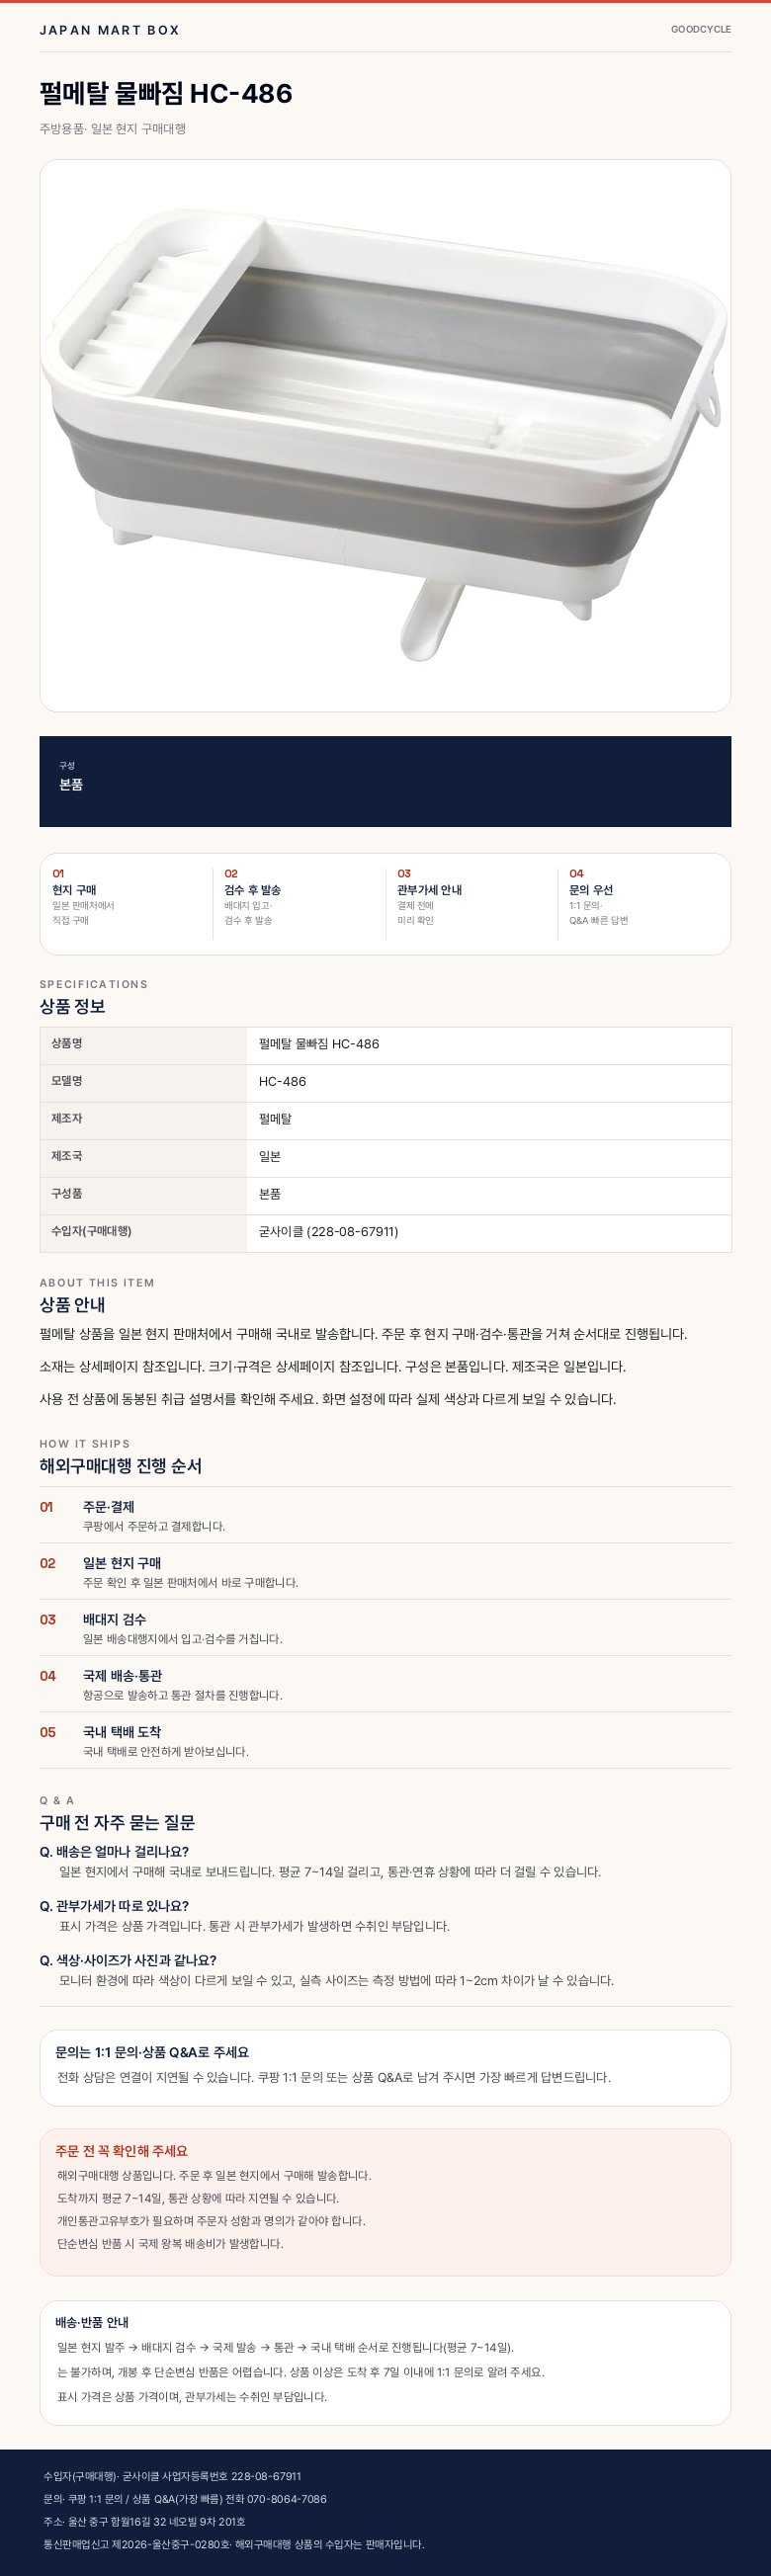 JAPAN MART BOX
GOODCYCLE
펄메탈 물빠짐 HC-486
주방용품· 일본 현지 구매대행
구성
본품
01
현지 구매
일본 판매처에서
직접 구매
02
검수 후 발송
배대지 입고·
검수 후 발송
03
관부가세 안내
결제 전에
미리 확인
04
문의 우선
1:1 문의·
Q&A 빠른 답변
SPECIFICATIONS
상품 정보
상품명 펄메탈 물빠짐 HC-486
모델명 HC-486
제조자 펄메탈
제조국 일본
구성품 본품
수입자(구매대행) 굳사이클 (228-08-67911)
ABOUT THIS ITEM
상품 안내
펄메탈 상품을 일본 현지 판매처에서 구매해 국내로 발송합니다. 주문 후 현지 구매·검수·통관을 거쳐 순서대로 진행됩니다.
소재는 상세페이지 참조입니다. 크기·규격은 상세페이지 참조입니다. 구성은 본품입니다. 제조국은 일본입니다.
사용 전 상품에 동봉된 취급 설명서를 확인해 주세요. 화면 설정에 따라 실제 색상과 다르게 보일 수 있습니다.
HOW IT SHIPS
해외구매대행 진행 순서
01 주문·결제
쿠팡에서 주문하고 결제합니다.
02 일본 현지 구매
주문 확인 후 일본 판매처에서 바로 구매합니다.
03 배대지 검수
일본 배송대행지에서 입고·검수를 거칩니다.
04 국제 배송·통관
항공으로 발송하고 통관 절차를 진행합니다.
05 국내 택배 도착
국내 택배로 안전하게 받아보십니다.
Q & A
구매 전 자주 묻는 질문
Q. 배송은 얼마나 걸리나요?
일본 현지에서 구매해 국내로 보내드립니다. 평균 7~14일 걸리고, 통관·연휴 상황에 따라 더 걸릴 수 있습니다.
Q. 관부가세가 따로 있나요?
표시 가격은 상품 가격입니다. 통관 시 관부가세가 발생하면 수취인 부담입니다.
Q. 색상·사이즈가 사진과 같나요?
모니터 환경에 따라 색상이 다르게 보일 수 있고, 실측 사이즈는 측정 방법에 따라 1~2cm 차이가 날 수 있습니다.
문의는 1:1 문의·상품 Q&A로 주세요
전화 상담은 연결이 지연될 수 있습니다. 쿠팡 1:1 문의 또는 상품 Q&A로 남겨 주시면 가장 빠르게 답변드립니다.
주문 전 꼭 확인해 주세요
해외구매대행 상품입니다. 주문 후 일본 현지에서 구매해 발송합니다.
도착까지 평균 7~14일, 통관 상황에 따라 지연될 수 있습니다.
개인통관고유부호가 필요하며 주문자 성함과 명의가 같아야 합니다.
단순변심 반품 시 국제 왕복 배송비가 발생합니다.
배송·반품 안내
일본 현지 발주 → 배대지 검수 → 국제 발송 → 통관 → 국내 택배 순서로 진행됩니다(평균 7~14일).
는 불가하며, 개봉 후 단순변심 반품은 어렵습니다. 상품 이상은 도착 후 7일 이내에 1:1 문의로 알려 주세요.
표시 가격은 상품 가격이며, 관부가세는 수취인 부담입니다.
수입자(구매대행)· 굳사이클 사업자등록번호 228-08-67911
문의· 쿠팡 1:1 문의 / 상품 Q&A(가장 빠름) 전화 070-8064-7086
주소· 울산 중구 함월16길 32 네오빌 9차 201호
통신판매업신고 제2026-울산중구-0280호· 해외구매대행 상품의 수입자는 판매자입니다.